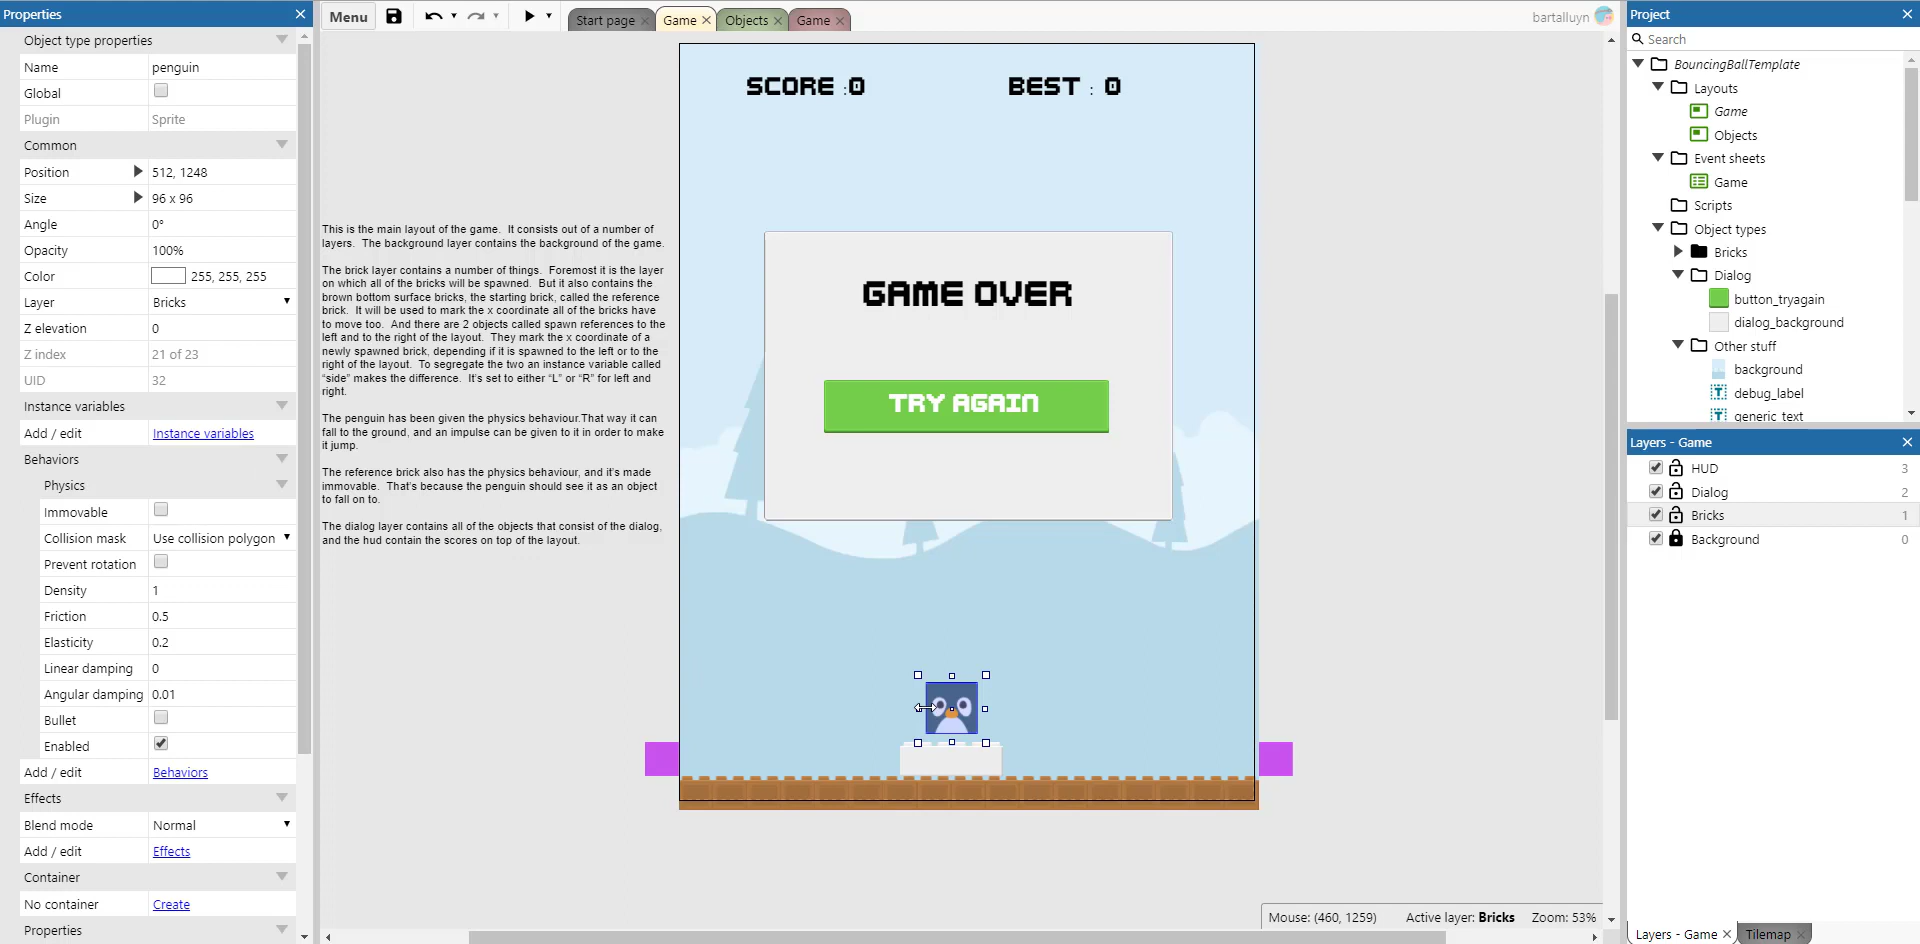 Properties
Menu
Start page
Game
Objects
Game
bartalluyn
Project
Object type properties
Name penguin
Global
Plugin Sprite
Common
Position 512, 1248
Size 96 x 96
Angle 0°
Opacity 100%
Color 255, 255, 255
Layer Bricks
Z elevation 0
Z index 21 of 23
UID 32
Instance variables
Add / edit Instance variables
Behaviors
Physics
Immovable
Collision mask Use collision polygon
Prevent rotation
Density 1
Friction 0.5
Elasticity 0.2
Linear damping 0
Angular damping 0.01
Bullet
Enabled
Add / edit Behaviors
Effects
Blend mode Normal
Add / edit Effects
Container
No container Create
Properties
This is the main layout of the game. It consists out of a number of
layers. The background layer contains the background of the game.
The brick layer contains a number of things. Foremost it is the layer
on which all of the bricks will be spawned. But it also contains the
brown bottom surface bricks, the starting brick, called the reference
brick. It will be used to mark the x coordinate all of the bricks have
to move too. And there are 2 objects called spawn references to the
left and to the right of the layout. They mark the x coordinate of a
newly spawned brick, depending if it is spawned to the left or to the
right of the layout. To segregate the two an instance variable called
“side” makes the difference. It's set to either “L” or “R” for left and
right.
The penguin has been given the physics behaviour.That way it can
fall to the ground, and an impulse can be given to it in order to make
it jump.
The reference brick also has the physics behaviour, and it's made
immovable. That's because the penguin should see it as an object
to fall on to.
The dialog layer contains all of the objects that consist of the dialog,
and the hud contain the scores on top of the layout.
SCORE :0
BEST : 0
GAME OVER
TRY AGAIN
Mouse: (460, 1259) Active layer: Bricks Zoom: 53%
Search
BouncingBallTemplate
Layouts
Game
Objects
Event sheets
Game
Scripts
Object types
Bricks
Dialog
button_tryagain
dialog_background
Other stuff
background
debug_label
generic_text
Layers - Game
HUD 3
Dialog 2
Bricks 1
Background 0
Layers - Game
Tilemap